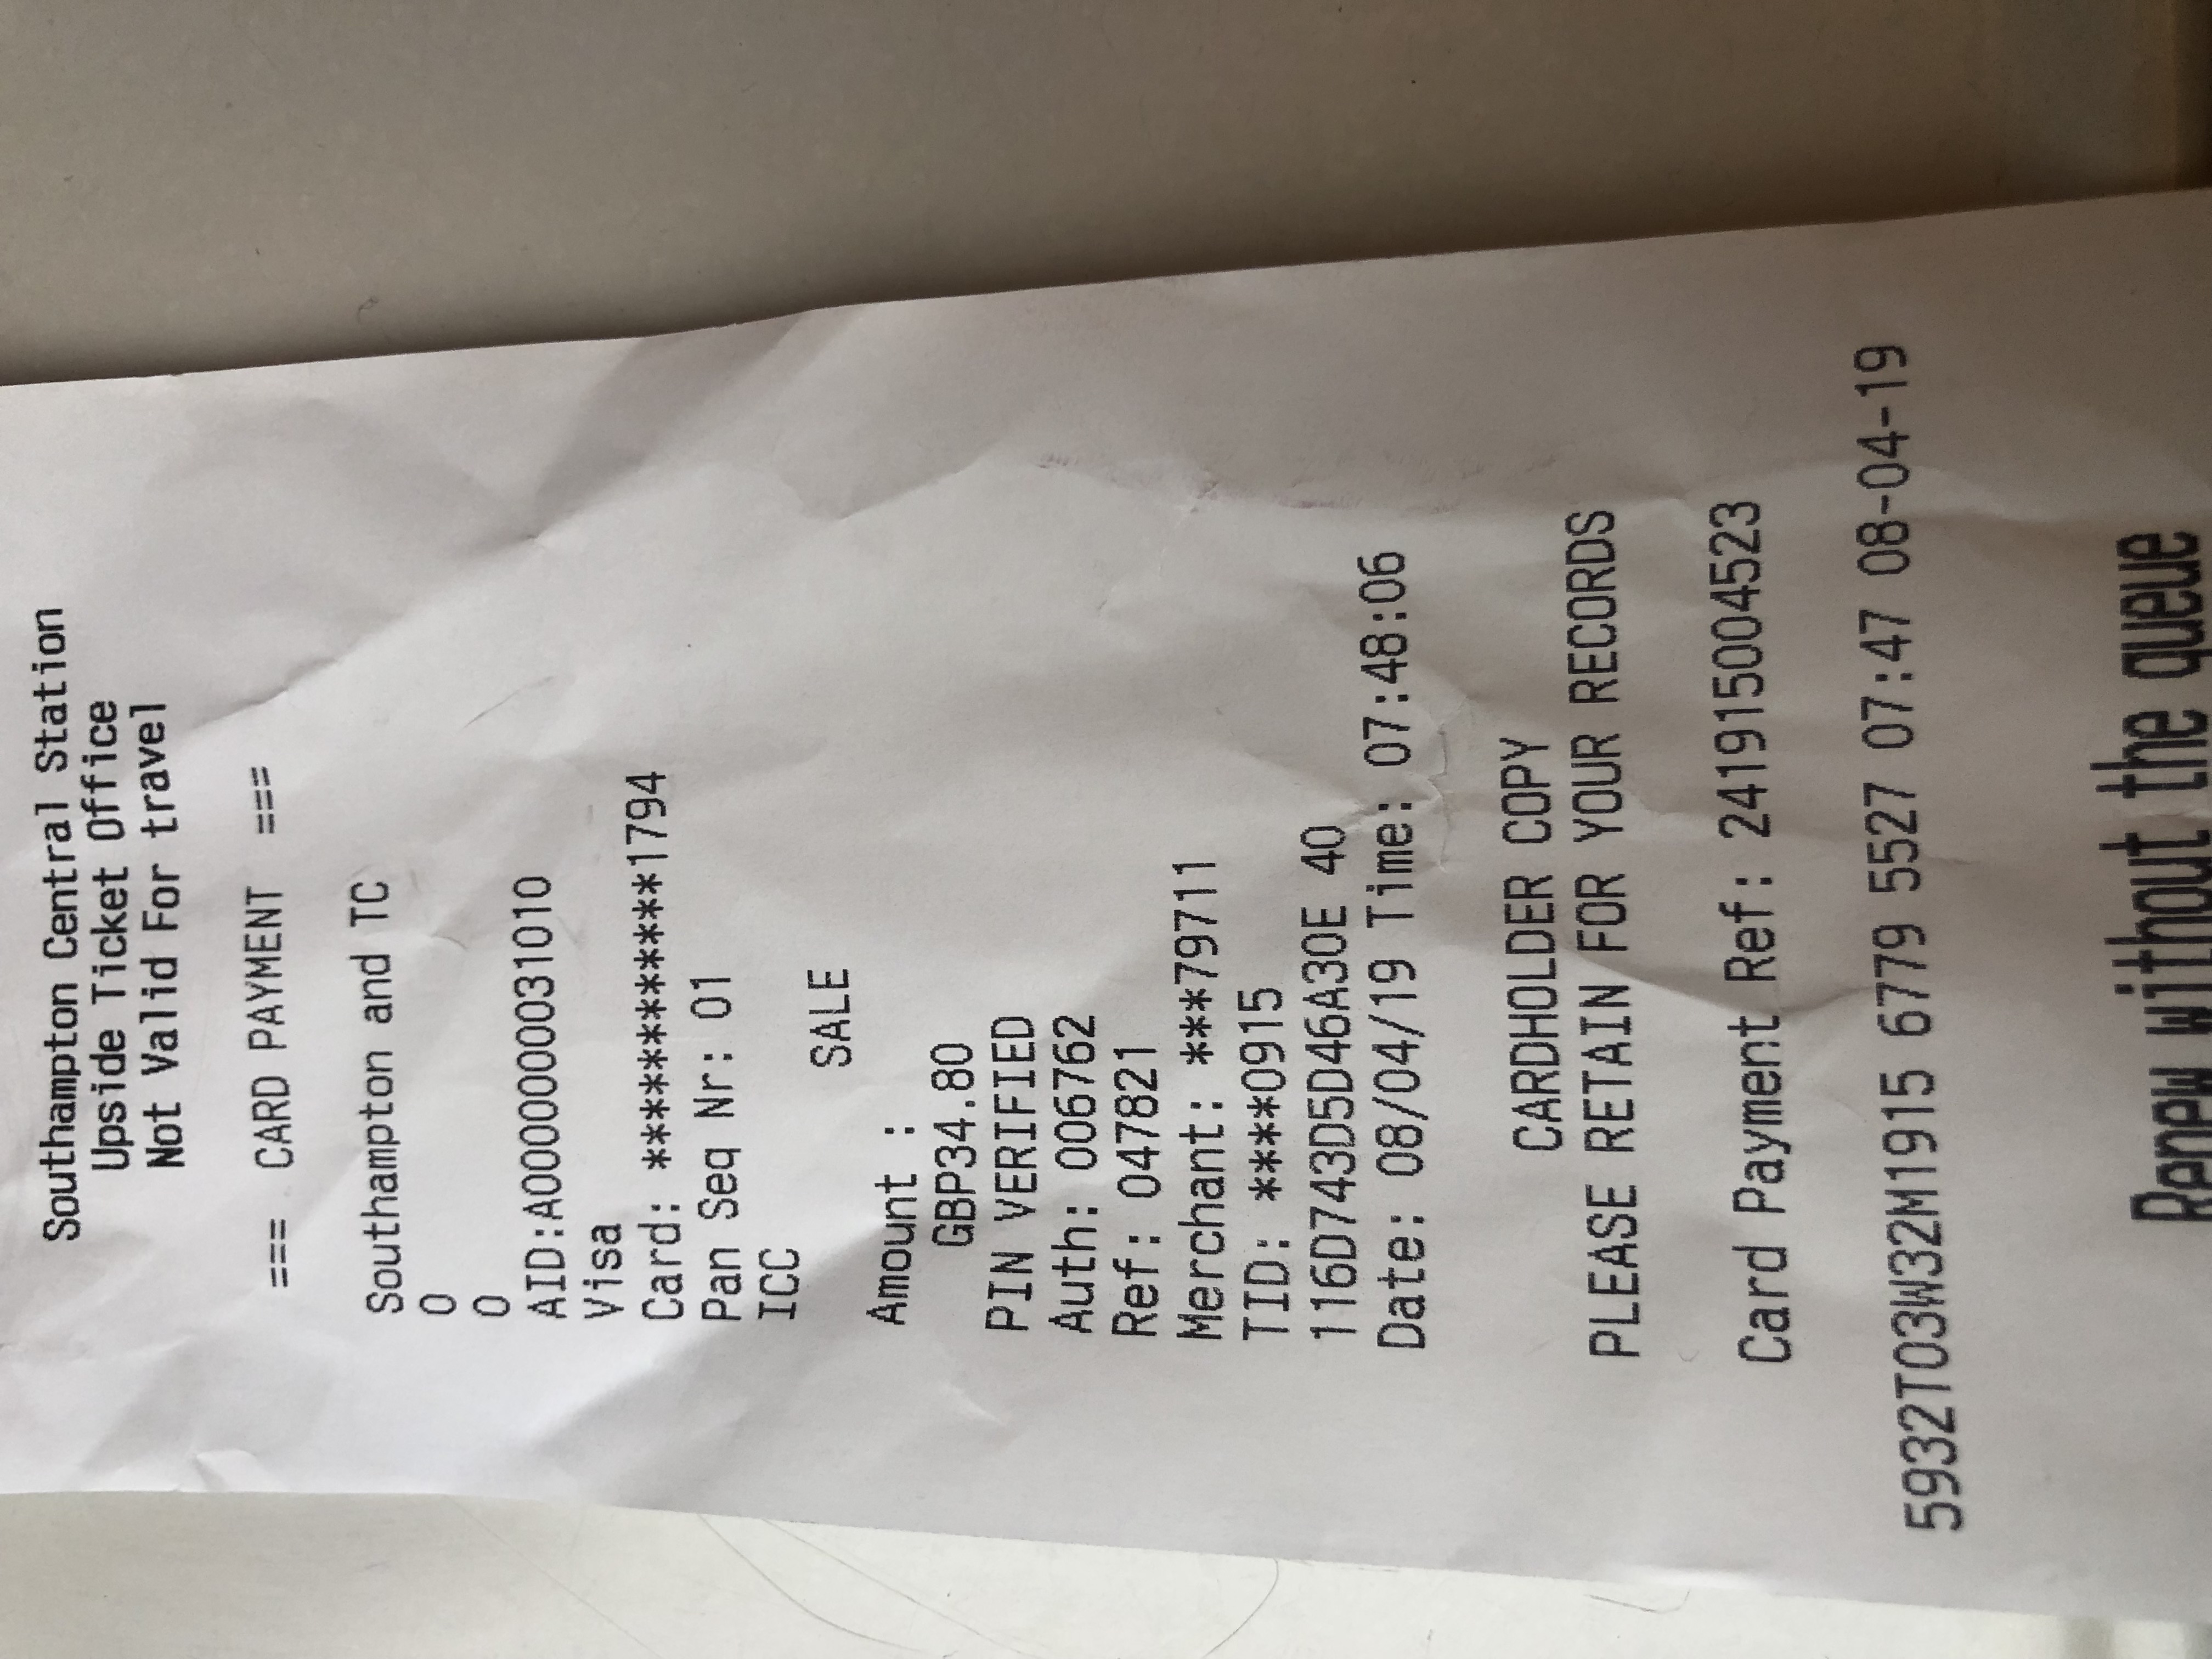 Southampton Central Station
Upside Ticket Office
Not Valid For travel
=== CARD PAYMENT ===
Southampton and TC
0
0
AID:A0000000031010
Visa
Card: ************1794
Pan Seq Nr: 01
ICC
SALE
Amount :
GBP34.80
PIN VERIFIED
Auth: 006762
Ref: 047821
Merchant: ***79711
TID: ****0915
116D743D5D46A30E 40
Date: 08/04/19 Time: 07:48:06
CARDHOLDER COPY
PLEASE RETAIN FOR YOUR RECORDS
Card Payment Ref: 241915004523
5932T03W32M1915 6779 5527 07:47 08-04-19
Renew without the queue